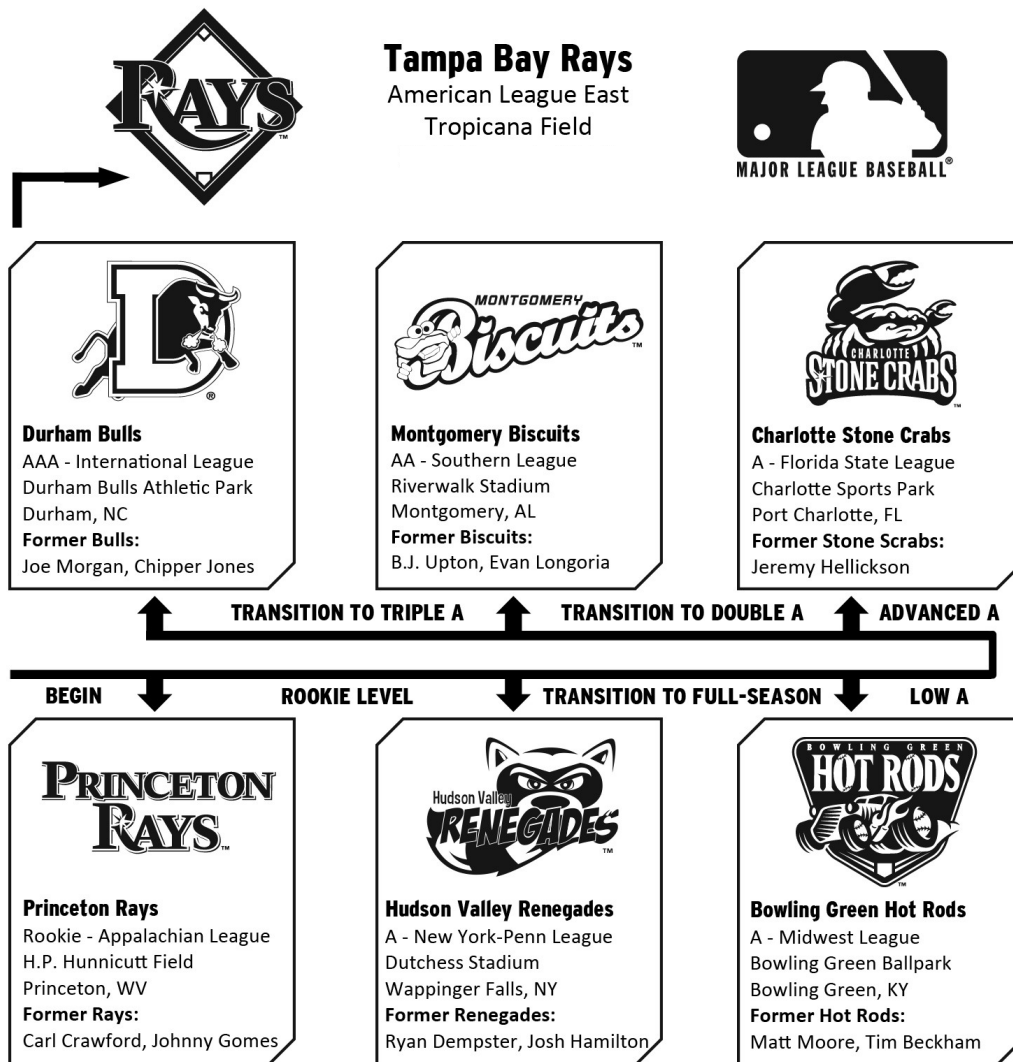 RAYS™
Tampa Bay Rays
American League East
Tropicana Field
MAJOR LEAGUE BASEBALL®
D®
MONTGOMERY
Biscuits™
CHARLOTTE
STONE CRABS™
Durham Bulls
AAA - International League
Durham Bulls Athletic Park
Durham, NC
Former Bulls:
Joe Morgan, Chipper Jones
Montgomery Biscuits
AA - Southern League
Riverwalk Stadium
Montgomery, AL
Former Biscuits:
B.J. Upton, Evan Longoria
Charlotte Stone Crabs
A - Florida State League
Charlotte Sports Park
Port Charlotte, FL
Former Stone Scrabs:
Jeremy Hellickson
TRANSITION TO TRIPLE A
TRANSITION TO DOUBLE A
ADVANCED A
BEGIN
ROOKIE LEVEL
TRANSITION TO FULL-SEASON
LOW A
PRINCETON
RAYS™
Hudson Valley
RENEGADES™
BOWLING GREEN
HOT RODS™
Princeton Rays
Rookie - Appalachian League
H.P. Hunnicutt Field
Princeton, WV
Former Rays:
Carl Crawford, Johnny Gomes
Hudson Valley Renegades
A - New York-Penn League
Dutchess Stadium
Wappinger Falls, NY
Former Renegades:
Ryan Dempster, Josh Hamilton
Bowling Green Hot Rods
A - Midwest League
Bowling Green Ballpark
Bowling Green, KY
Former Hot Rods:
Matt Moore, Tim Beckham